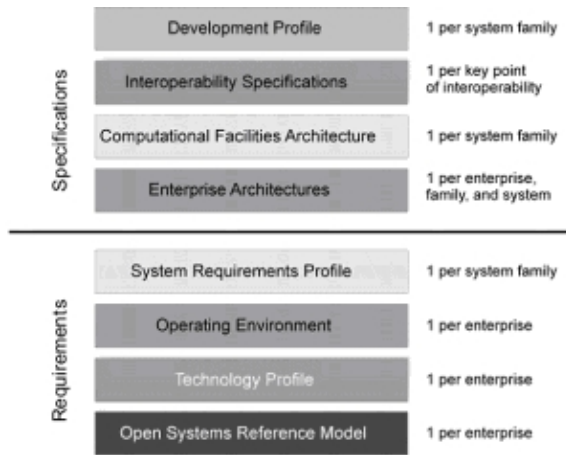 Specifications
Development Profile 1 per system family
Interoperability Specifications 1 per key point
of interoperability
Computational Facilities Architecture 1 per system family
Enterprise Architectures 1 per enterprise,
family, and system
Requirements
System Requirements Profile 1 per system family
Operating Environment 1 per enterprise
Technology Profile 1 per enterprise
Open Systems Reference Model 1 per enterprise